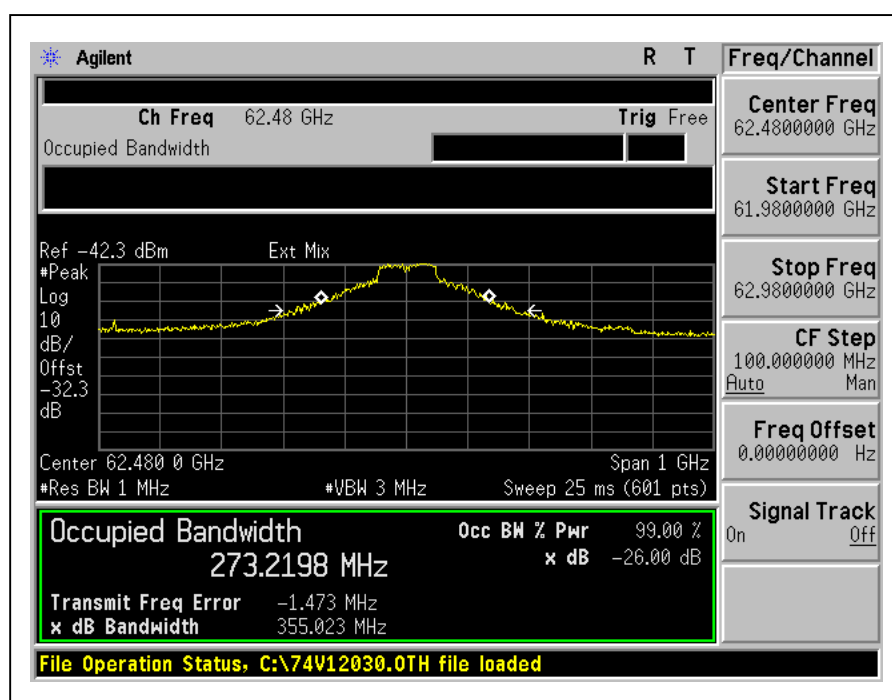 Agilent R T Freq/Channel
Ch Freq 62.48 GHz Trig Free
Occupied Bandwidth
Center Freq
62.4800000 GHz
Start Freq
61.9800000 GHz
Stop Freq
62.9800000 GHz
CF Step
100.000000 MHz
Auto Man
Freq Offset
0.00000000 Hz
Signal Track
On Off
Ref -42.3 dBm Ext Mix
#Peak
Log
10
dB/
Offst
-32.3
dB
Center 62.480 0 GHz Span 1 GHz
#Res BW 1 MHz #VBW 3 MHz Sweep 25 ms (601 pts)
Occupied Bandwidth Occ BW % Pwr 99.00 %
273.2198 MHz x dB -26.00 dB
Transmit Freq Error -1.473 MHz
x dB Bandwidth 355.023 MHz
File Operation Status, C:\74V12030.OTH file loaded